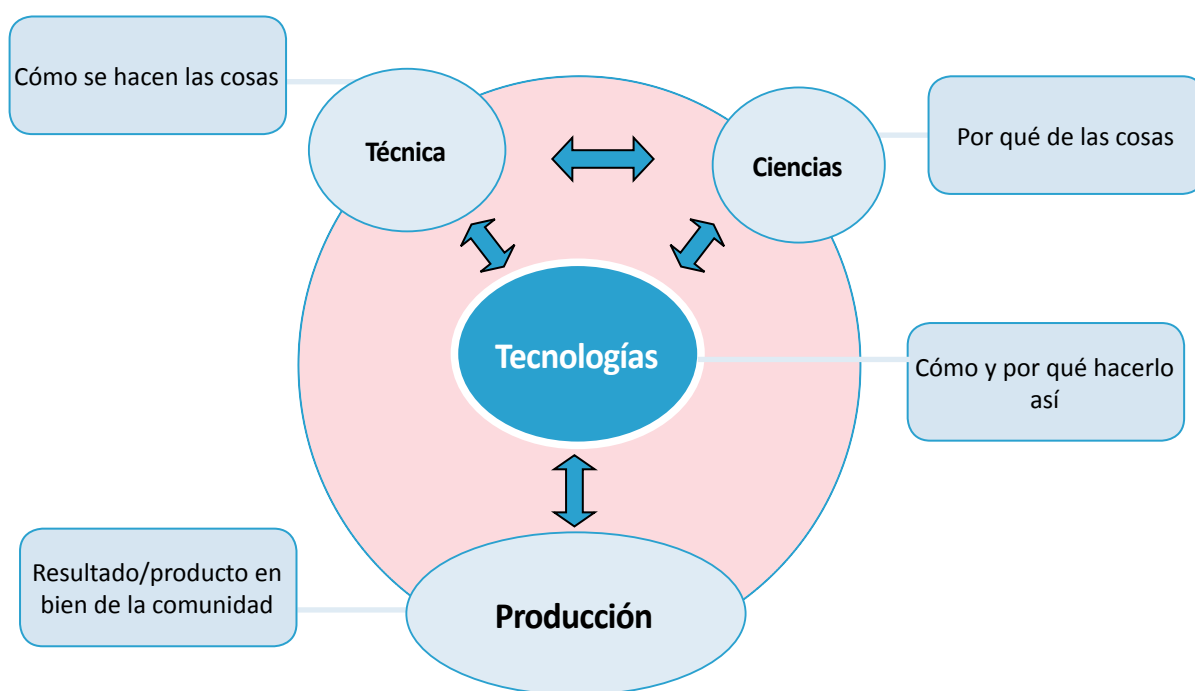 Cómo se hacen las cosas
Técnica
Ciencias
Por qué de las cosas
Tecnologías
Cómo y por qué hacerlo
así
Resultado/producto en
bien de la comunidad
Producción